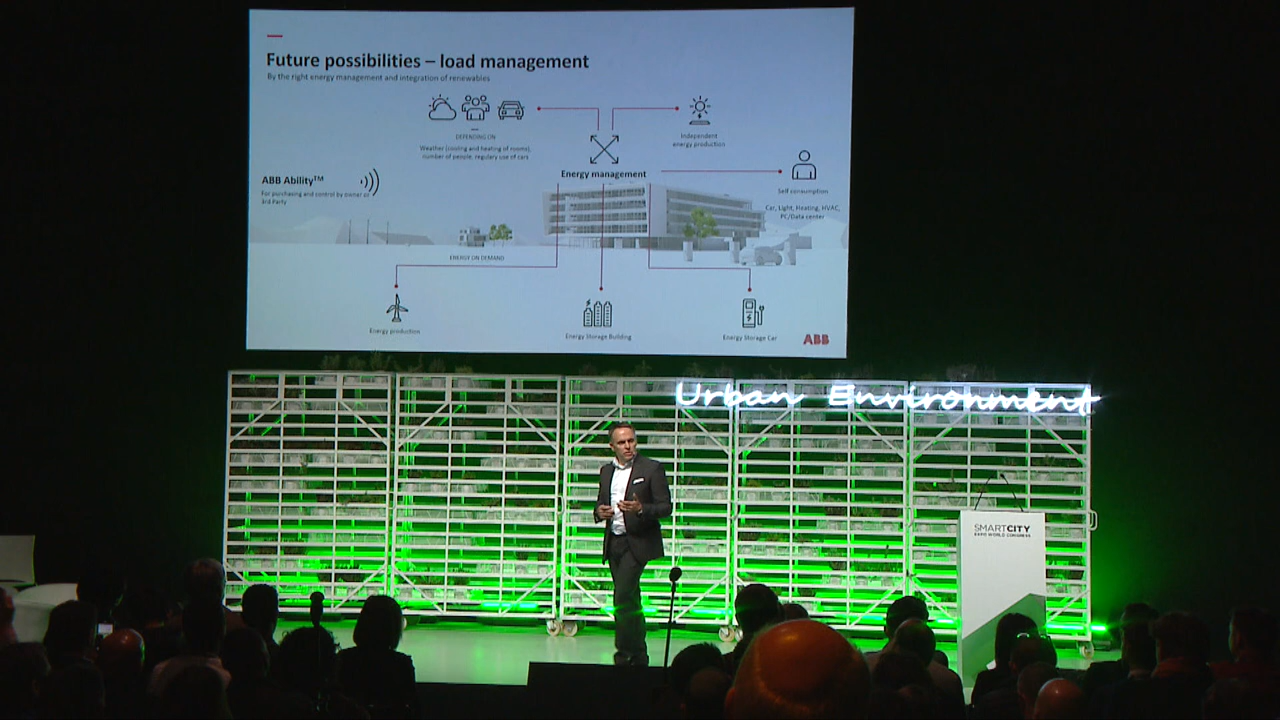 Future possibilities – load management
By the right energy management and integration of renewables
DEPENDING ON
Weather (cooling and heating of rooms),
number of people, regulary use of cars
Independent
energy production
Energy management
ABB Ability™
For purchasing and control by owner or
3rd Party
Self consumption
Car, Light, Heating, HVAC,
PC/Data center
ENERGY ON DEMAND
Energy production
Energy Storage Building
Energy Storage Car
ABB
Urban Environment
SMARTCITY
EXPO WORLD CONGRESS